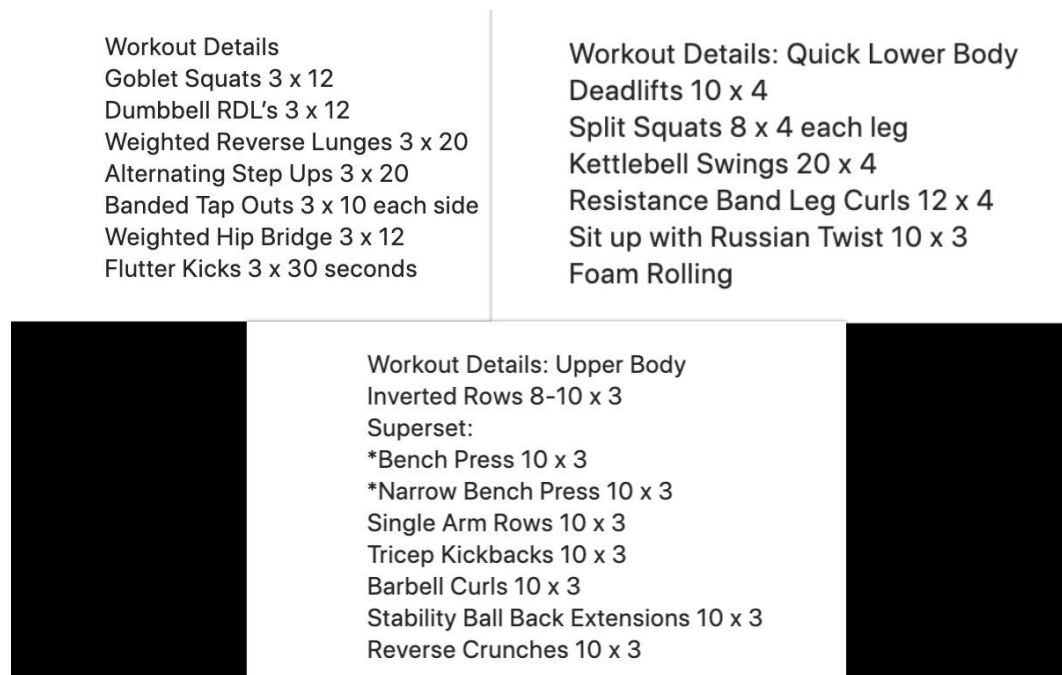 Workout Details
Goblet Squats 3 x 12
Dumbbell RDL’s 3 x 12
Weighted Reverse Lunges 3 x 20
Alternating Step Ups 3 x 20
Banded Tap Outs 3 x 10 each side
Weighted Hip Bridge 3 x 12
Flutter Kicks 3 x 30 seconds
Workout Details: Quick Lower Body
Deadlifts 10 x 4
Split Squats 8 x 4 each leg
Kettlebell Swings 20 x 4
Resistance Band Leg Curls 12 x 4
Sit up with Russian Twist 10 x 3
Foam Rolling
Workout Details: Upper Body
Inverted Rows 8-10 x 3
Superset:
*Bench Press 10 x 3
*Narrow Bench Press 10 x 3
Single Arm Rows 10 x 3
Tricep Kickbacks 10 x 3
Barbell Curls 10 x 3
Stability Ball Back Extensions 10 x 3
Reverse Crunches 10 x 3